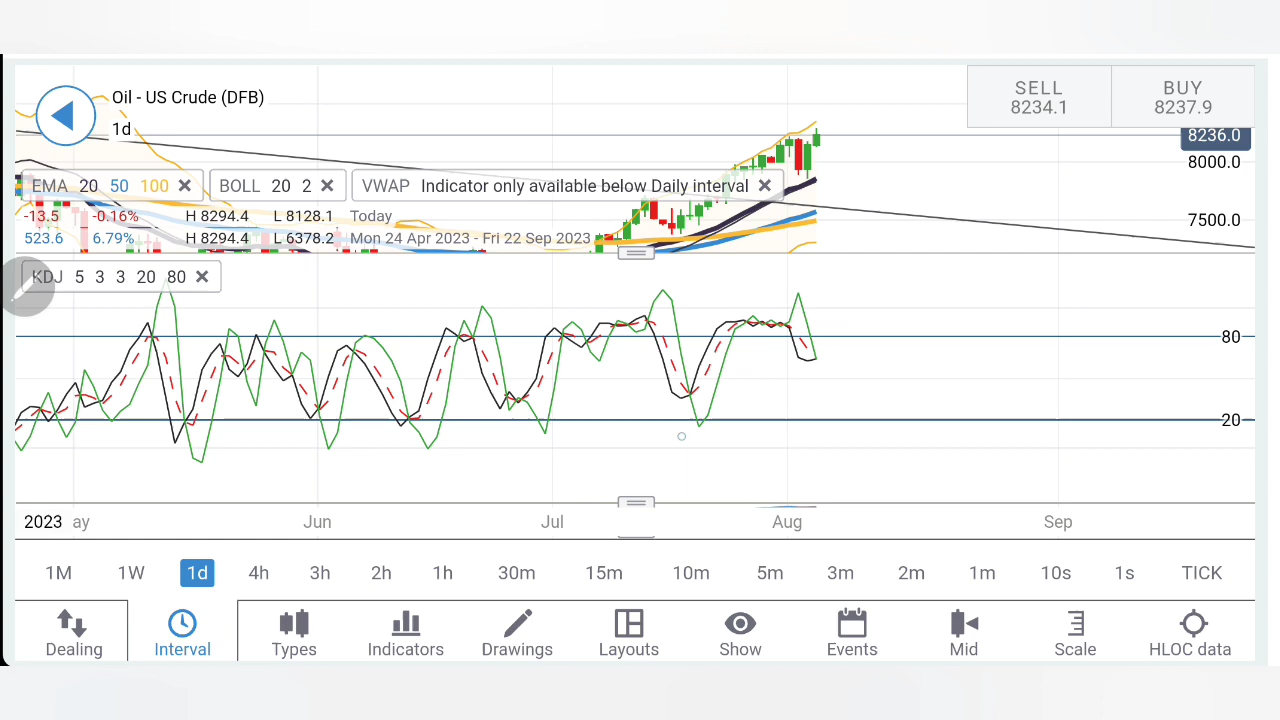 Oil - US Crude (DFB)
1d
SELL
8234.1
BUY
8237.9
8236.0
8000.0
7500.0
EMA 20 50 100
BOLL 20 2
VWAP Indicator only available below Daily interval
-13.5 -0.16% H 8294.4 L 8128.1 Today
523.6 6.79% H 8294.4 L 6378.2 Mon 24 Apr 2023 - Fri 22 Sep 2023
KDJ 5 3 3 20 80
80
20
2023 ay Jun Jul Aug Sep
1M 1W 1d 4h 3h 2h 1h 30m 15m 10m 5m 3m 2m 1m 10s 1s TICK
Dealing Interval Types Indicators Drawings Layouts Show Events Mid Scale HLOC data